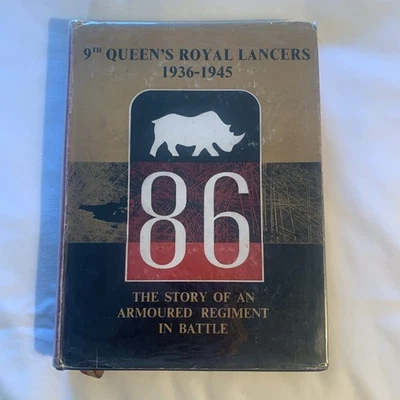 9TH QUEEN'S ROYAL LANCERS
1936-1945
86
THE STORY OF AN
ARMOURED REGIMENT
IN BATTLE